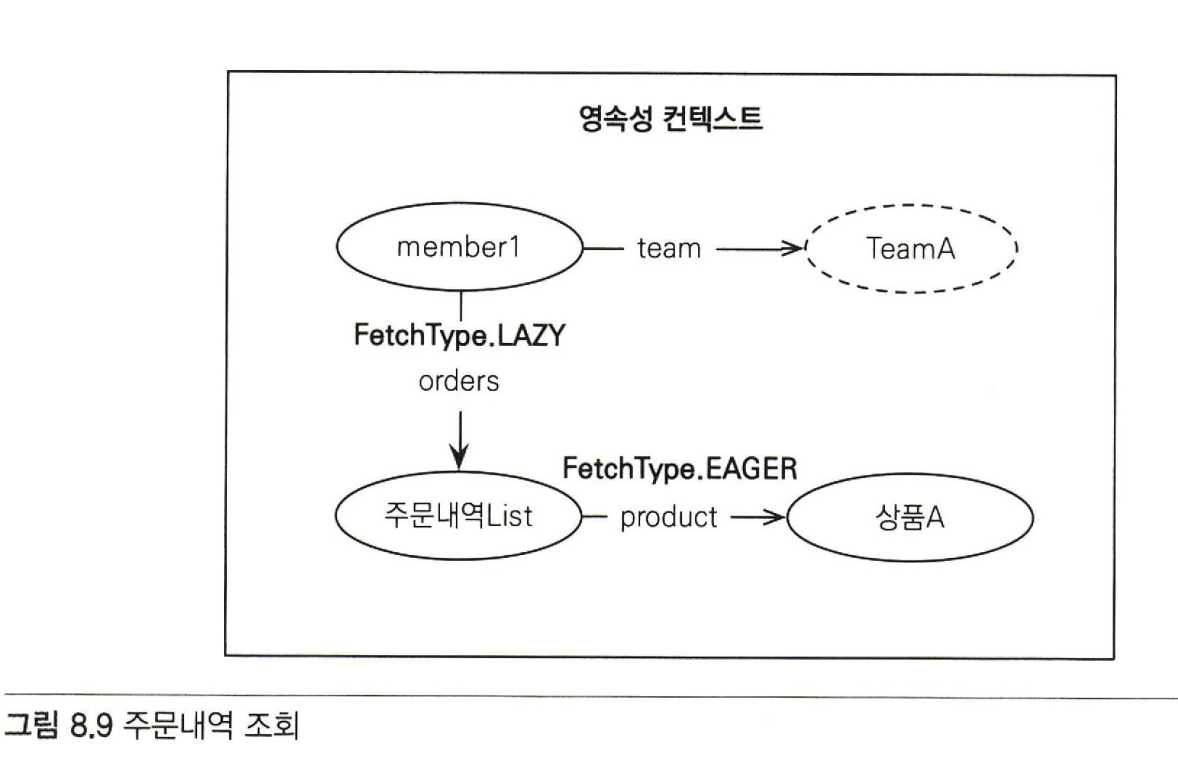 영속성 컨텍스트
member1
team
TeamA
FetchType.LAZY
orders
FetchType.EAGER
주문내역List
product
상품A
그림 8.9 주문내역 조회